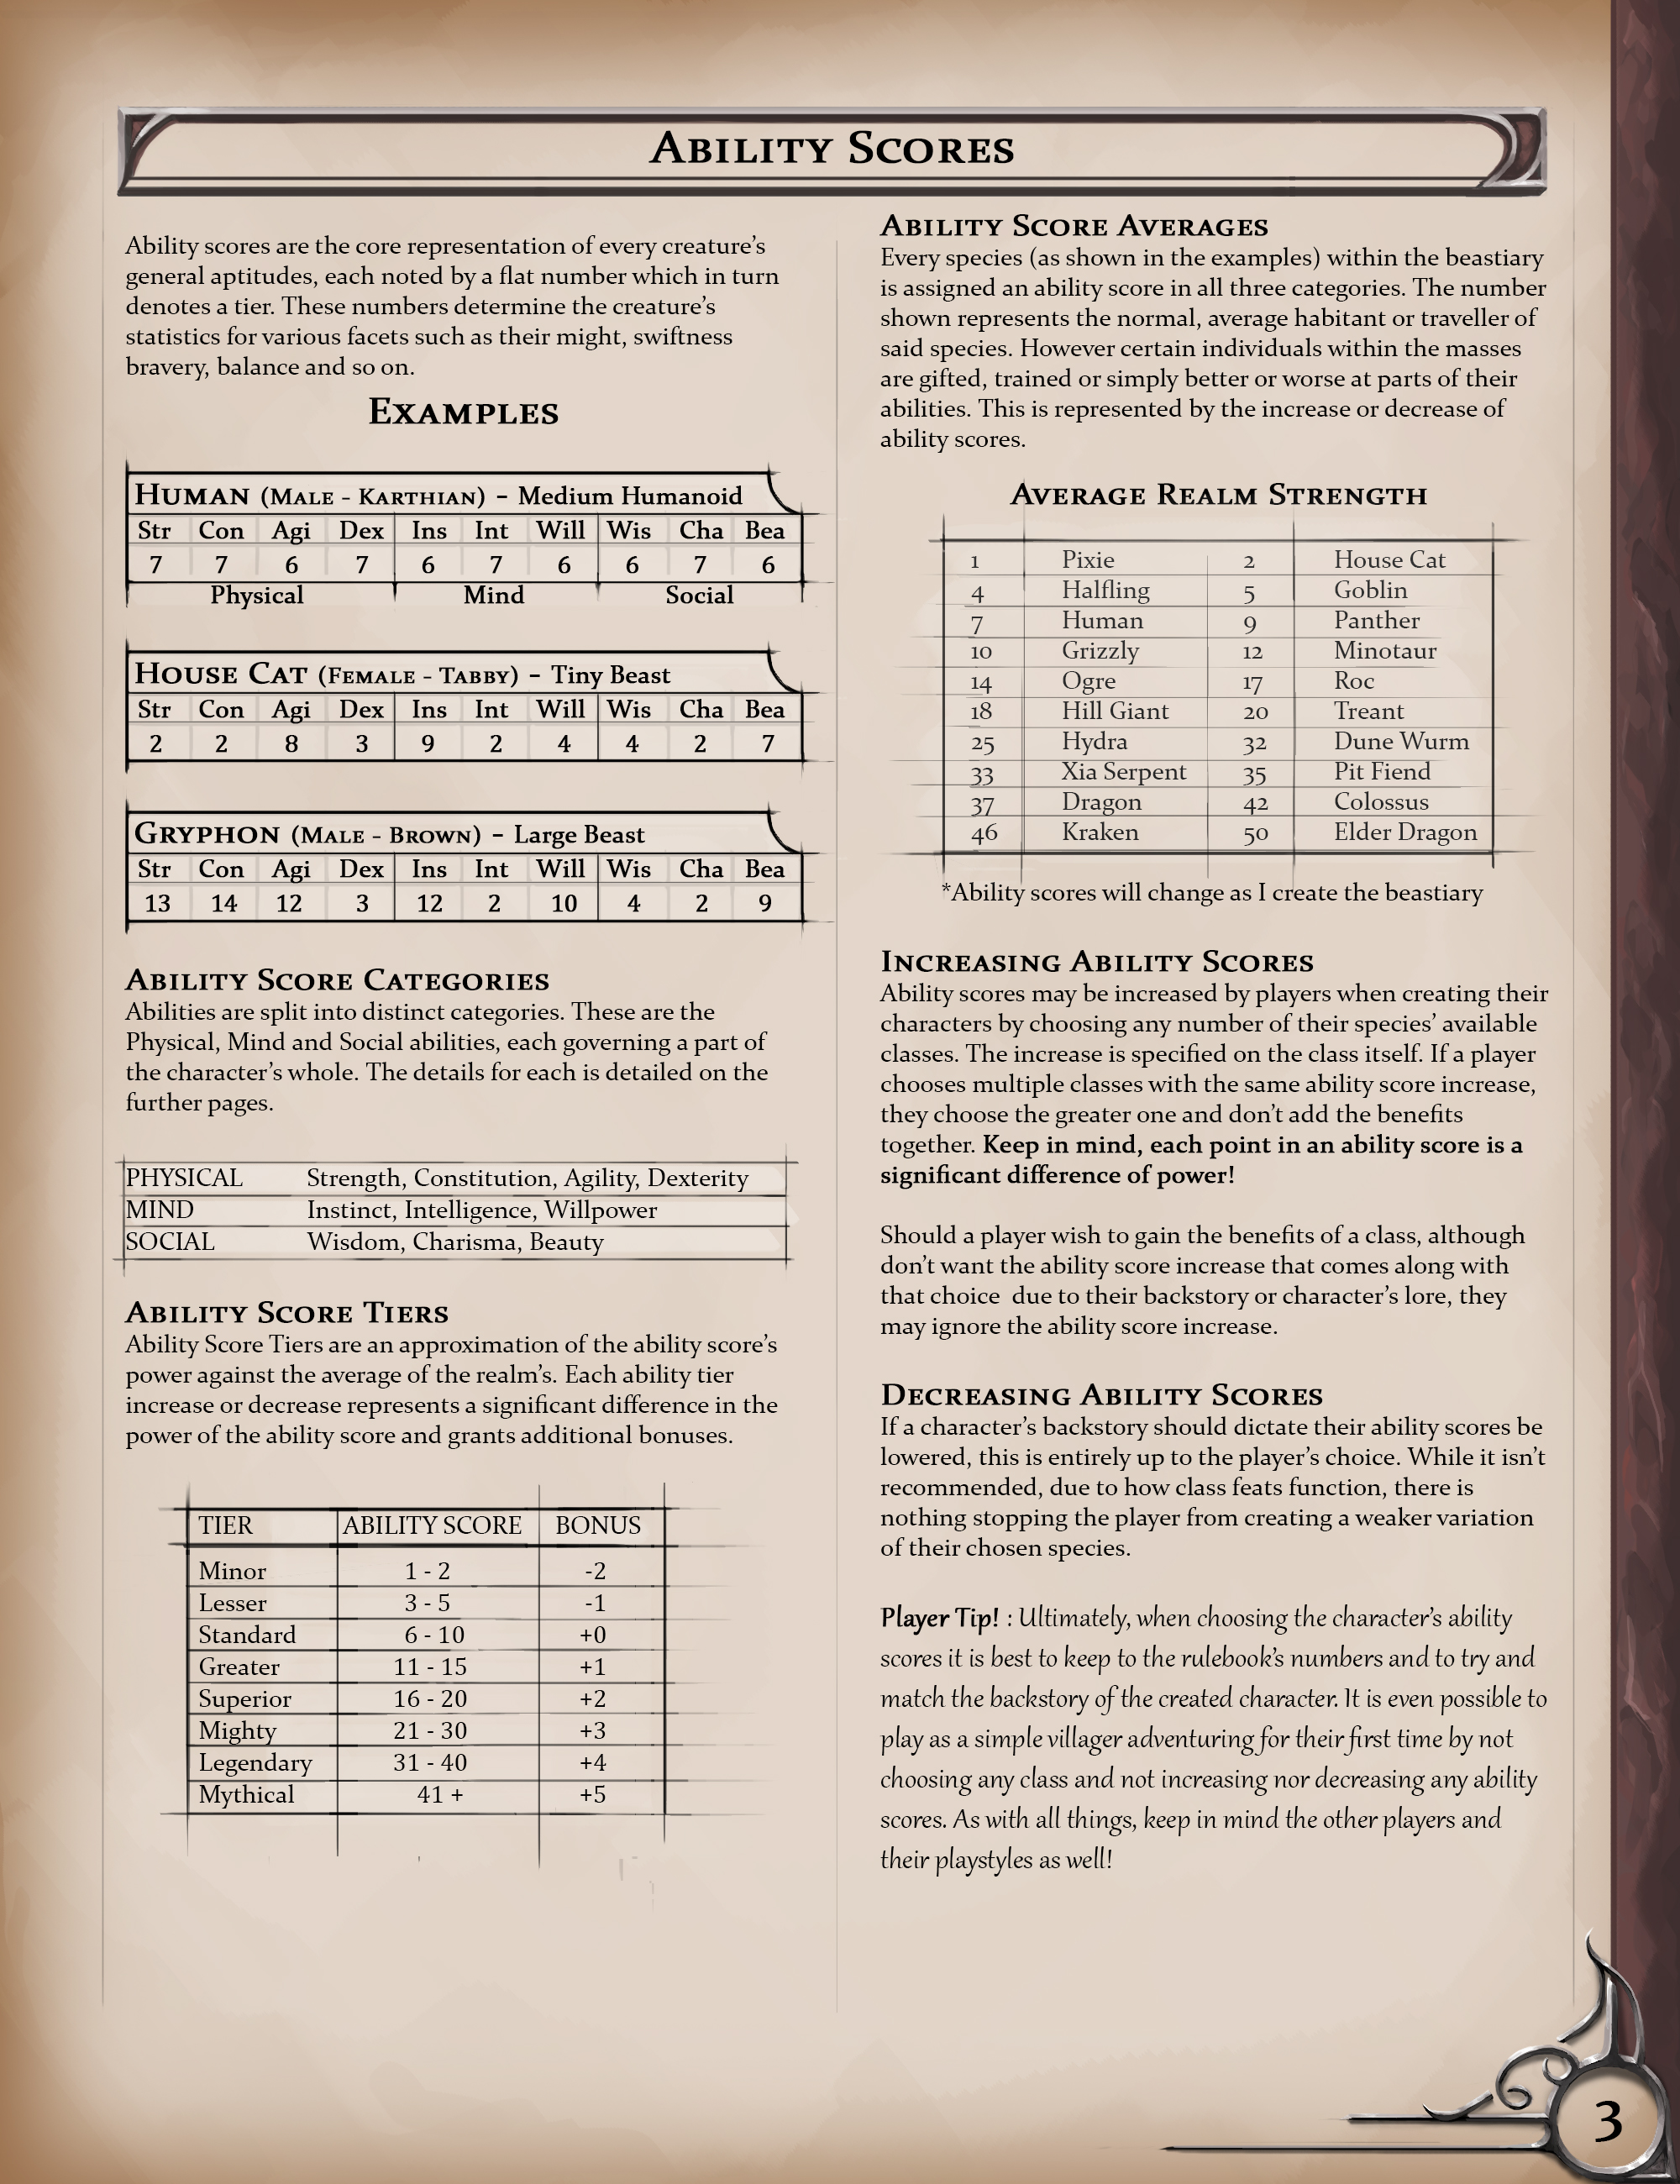 Ability Scores
Ability scores are the core representation of every creature's
general aptitudes, each noted by a flat number which in turn
denotes a tier. These numbers determine the creature's
statistics for various facets such as their might, swiftness
bravery, balance and so on.
Examples
Human (Male - Karthian) - Medium Humanoid
Str Con Agi Dex Ins Int Will Wis Cha Bea
7 7 6 7 6 7 6 6 7 6
Physical Mind Social
House Cat (Female - Tabby) - Tiny Beast
Str Con Agi Dex Ins Int Will Wis Cha Bea
2 2 8 3 9 2 4 4 2 7
Gryphon (Male - Brown) - Large Beast
Str Con Agi Dex Ins Int Will Wis Cha Bea
13 14 12 3 12 2 10 4 2 9
Ability Score Categories
Abilities are split into distinct categories. These are the
Physical, Mind and Social abilities, each governing a part of
the character's whole. The details for each is detailed on the
further pages.
PHYSICAL Strength, Constitution, Agility, Dexterity
MIND Instinct, Intelligence, Willpower
SOCIAL Wisdom, Charisma, Beauty
Ability Score Tiers
Ability Score Tiers are an approximation of the ability score's
power against the average of the realm's. Each ability tier
increase or decrease represents a significant difference in the
power of the ability score and grants additional bonuses.
TIER ABILITY SCORE BONUS
Minor 1 - 2 -2
Lesser 3 - 5 -1
Standard 6 - 10 +0
Greater 11 - 15 +1
Superior 16 - 20 +2
Mighty 21 - 30 +3
Legendary 31 - 40 +4
Mythical 41 + +5
Ability Score Averages
Every species (as shown in the examples) within the beastiary
is assigned an ability score in all three categories. The number
shown represents the normal, average habitant or traveller of
said species. However certain individuals within the masses
are gifted, trained or simply better or worse at parts of their
abilities. This is represented by the increase or decrease of
ability scores.
Average Realm Strength
1 Pixie 2 House Cat
4 Halfling 5 Goblin
7 Human 9 Panther
10 Grizzly 12 Minotaur
14 Ogre 17 Roc
18 Hill Giant 20 Treant
25 Hydra 32 Dune Wurm
33 Xia Serpent 35 Pit Fiend
37 Dragon 42 Colossus
46 Kraken 50 Elder Dragon
*Ability scores will change as I create the beastiary
Increasing Ability Scores
Ability scores may be increased by players when creating their
characters by choosing any number of their species' available
classes. The increase is specified on the class itself. If a player
chooses multiple classes with the same ability score increase,
they choose the greater one and don't add the benefits
together. Keep in mind, each point in an ability score is a
significant difference of power!
Should a player wish to gain the benefits of a class, although
don't want the ability score increase that comes along with
that choice due to their backstory or character's lore, they
may ignore the ability score increase.
Decreasing Ability Scores
If a character's backstory should dictate their ability scores be
lowered, this is entirely up to the player's choice. While it isn't
recommended, due to how class feats function, there is
nothing stopping the player from creating a weaker variation
of their chosen species.
Player Tip! : Ultimately, when choosing the character's ability
scores it is best to keep to the rulebook's numbers and to try and
match the backstory of the created character. It is even possible to
play as a simple villager adventuring for their first time by not
choosing any class and not increasing nor decreasing any ability
scores. As with all things, keep in mind the other players and
their playstyles as well!
3